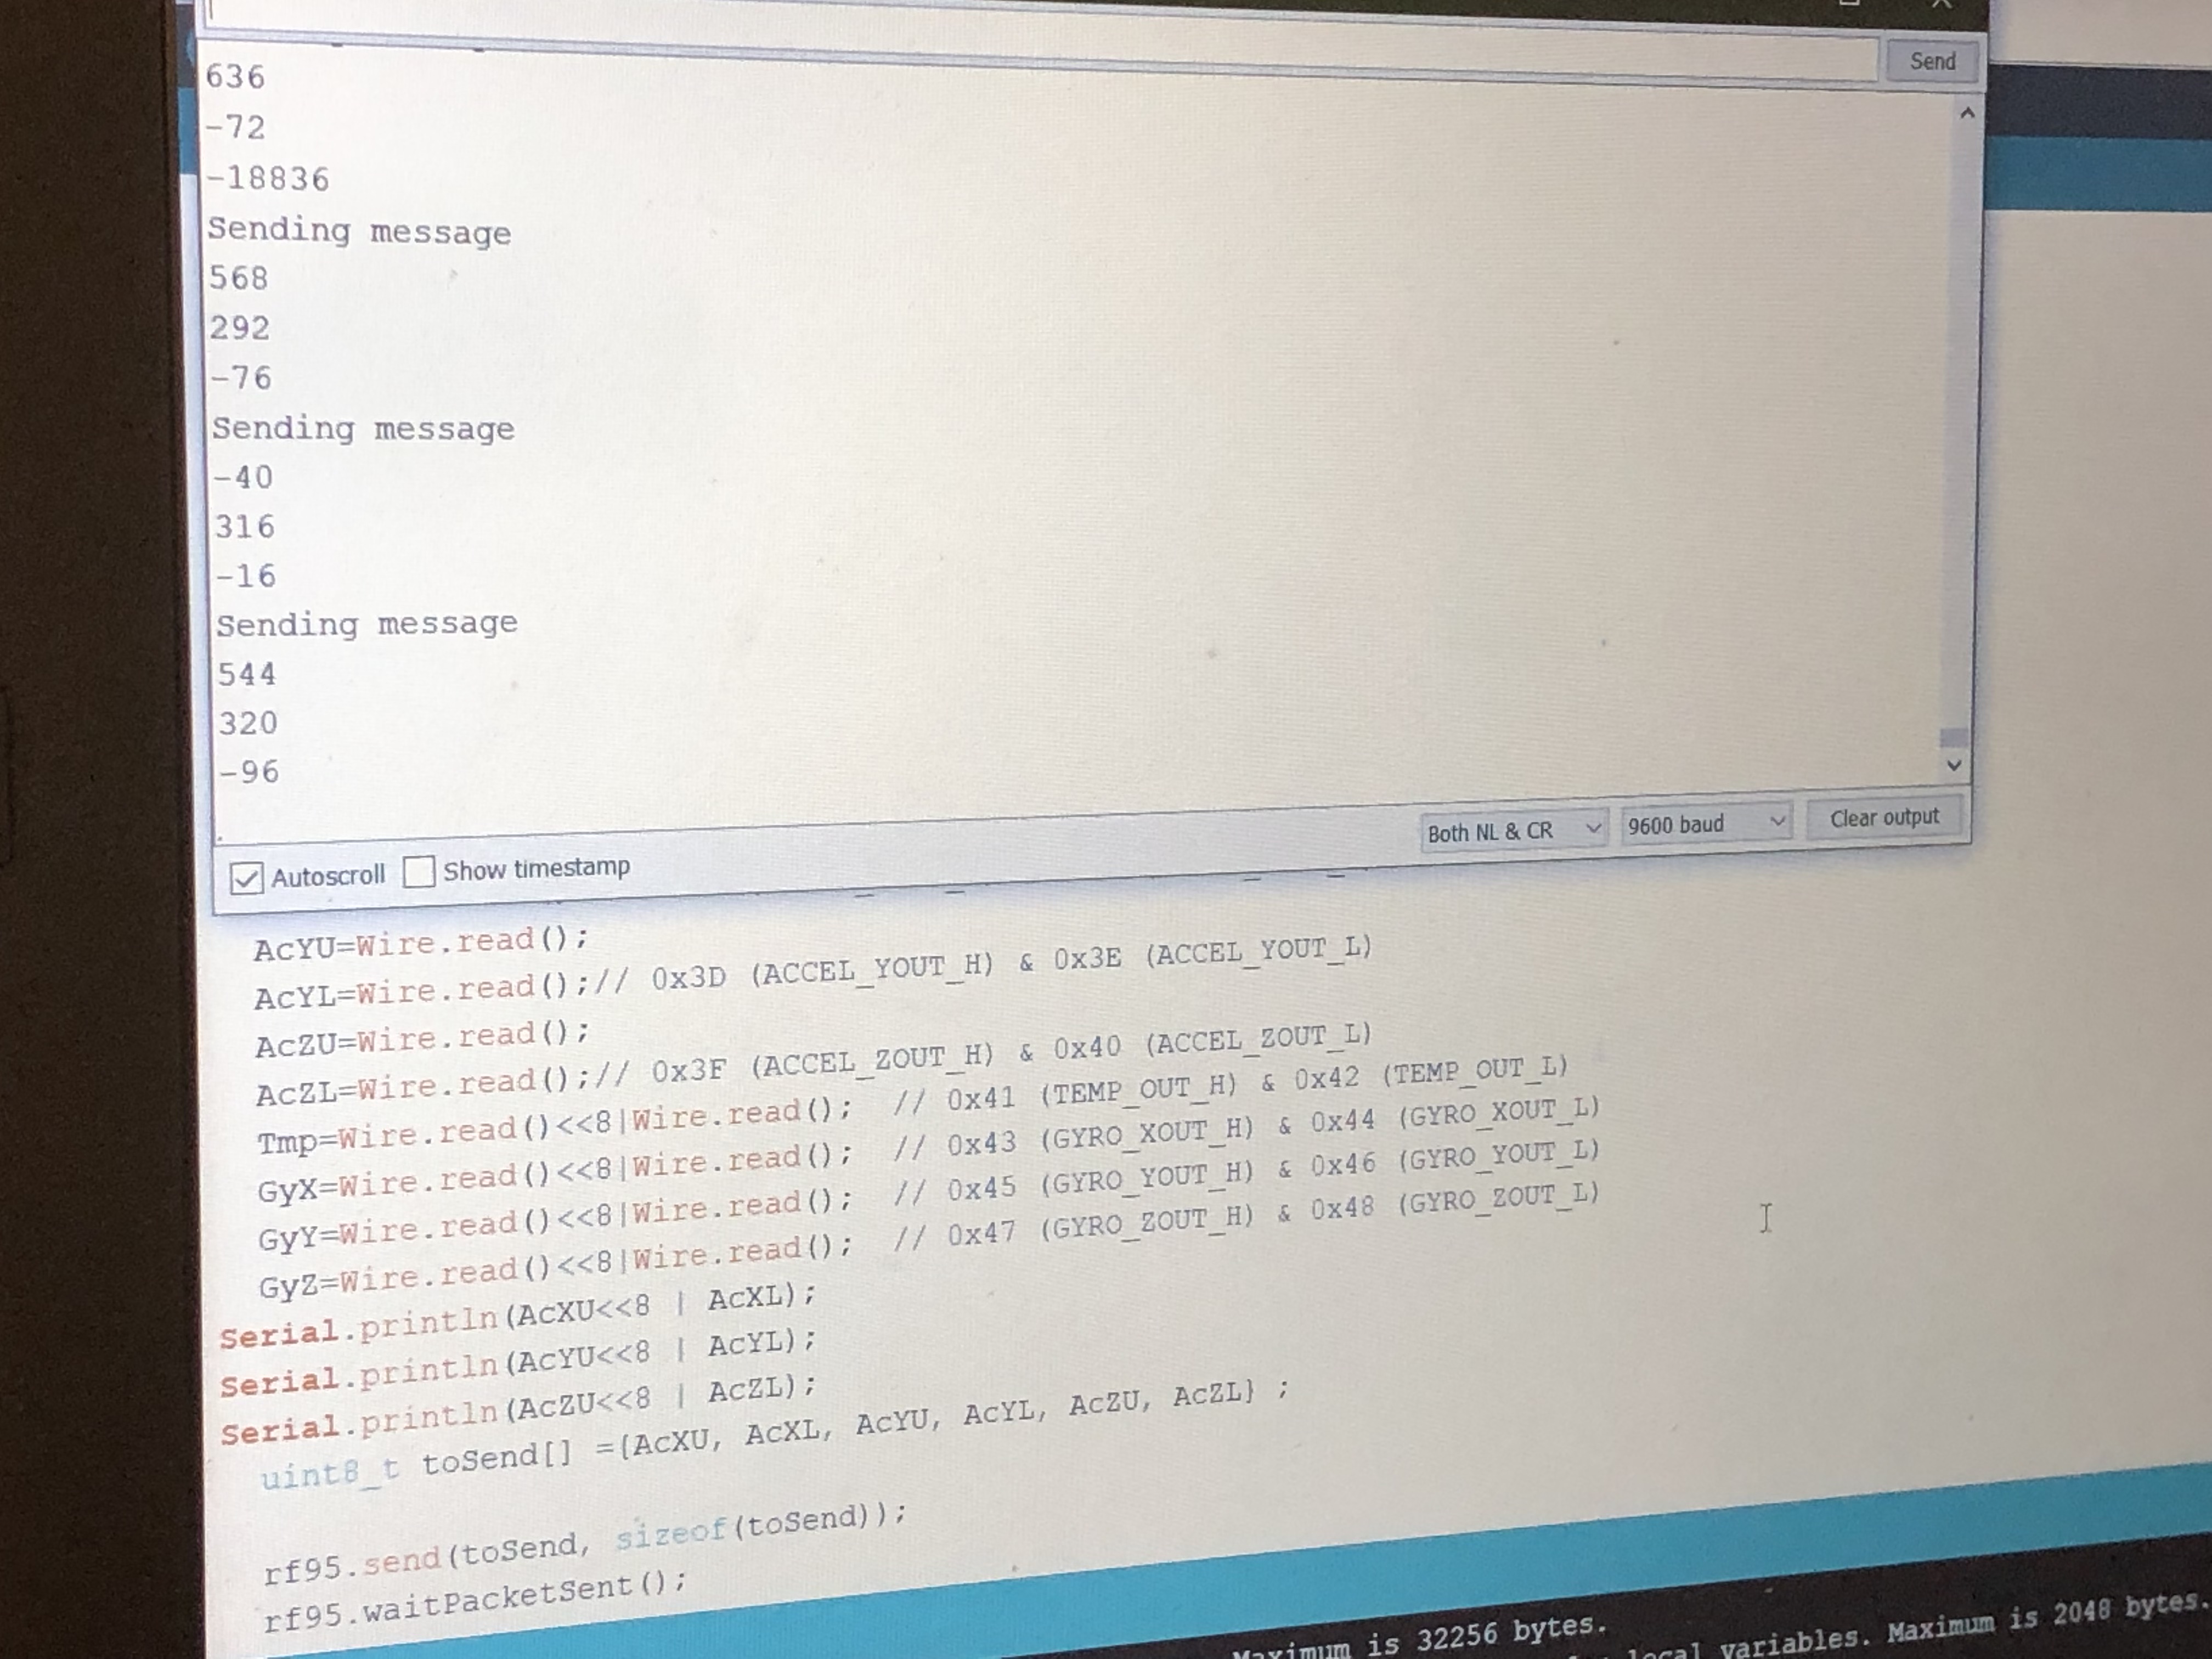 Send
636
-72
-18836
Sending message
568
292
-76
Sending message
-40
316
-16
Sending message
544
320
-96
Autoscroll Show timestamp Both NL & CR 9600 baud Clear output
AcYU=Wire.read();
AcYL=Wire.read();// 0x3D (ACCEL_YOUT_H) & 0x3E (ACCEL_YOUT_L)
AcZU=Wire.read();
AcZL=Wire.read();// 0x3F (ACCEL_ZOUT_H) & 0x40 (ACCEL_ZOUT_L)
Tmp=Wire.read()<<8|Wire.read(); // 0x41 (TEMP_OUT_H) & 0x42 (TEMP_OUT_L)
GyX=Wire.read()<<8|Wire.read(); // 0x43 (GYRO_XOUT_H) & 0x44 (GYRO_XOUT_L)
GyY=Wire.read()<<8|Wire.read(); // 0x45 (GYRO_YOUT_H) & 0x46 (GYRO_YOUT_L)
GyZ=Wire.read()<<8|Wire.read(); // 0x47 (GYRO_ZOUT_H) & 0x48 (GYRO_ZOUT_L)
Serial.println(AcXU<<8 | AcXL);
Serial.println(AcYU<<8 | AcYL);
Serial.println(AcZU<<8 | AcZL);
uint8_t toSend[] ={AcXU, AcXL, AcYU, AcYL, AcZU, AcZL} ;
rf95.send(toSend, sizeof(toSend));
rf95.waitPacketSent();
Maximum is 32256 bytes.
local variables. Maximum is 2048 bytes.